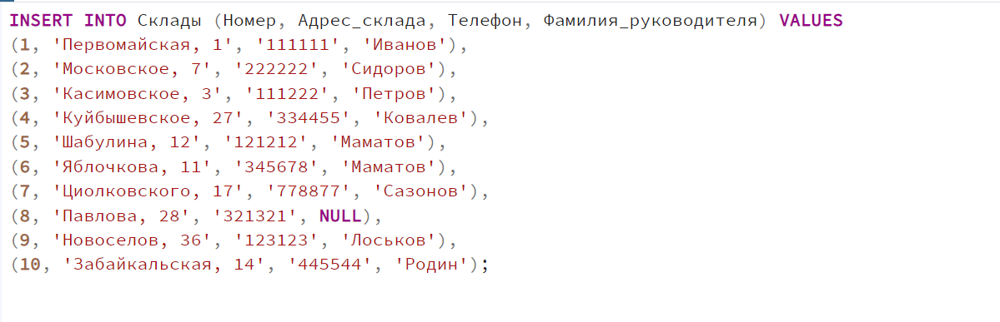 INSERT INTO Склады (Номер, Адрес_склада, Телефон, Фамилия_руководителя) VALUES
(1, 'Первомайская, 1', '111111', 'Иванов'),
(2, 'Московское, 7', '222222', 'Сидоров'),
(3, 'Касимовское, 3', '111222', 'Петров'),
(4, 'Куйбышевское, 27', '334455', 'Ковалев'),
(5, 'Шабулина, 12', '121212', 'Маматов'),
(6, 'Яблочкова, 11', '345678', 'Маматов'),
(7, 'Циолковского, 17', '778877', 'Сазонов'),
(8, 'Павлова, 28', '321321', NULL),
(9, 'Новоселов, 36', '123123', 'Лоськов'),
(10, 'Забайкальская, 14', '445544', 'Родин');